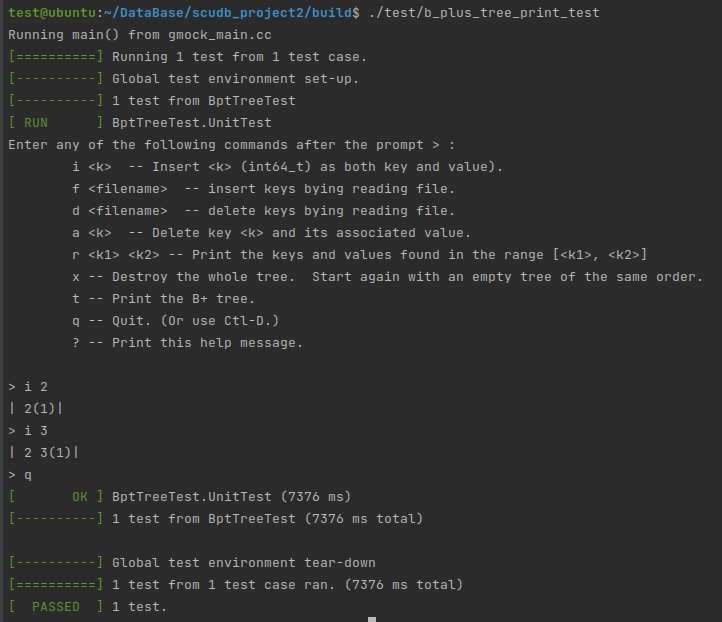 test@ubuntu:~/DataBase/scudb_project2/build$ ./test/b_plus_tree_print_test
Running main() from gmock_main.cc
[==========] Running 1 test from 1 test case.
[----------] Global test environment set-up.
[----------] 1 test from BptTreeTest
[ RUN      ] BptTreeTest.UnitTest
Enter any of the following commands after the prompt > :
        i <k>  -- Insert <k> (int64_t) as both key and value).
        f <filename>  -- insert keys bying reading file.
        d <filename>  -- delete keys bying reading file.
        a <k>  -- Delete key <k> and its associated value.
        r <k1> <k2> -- Print the keys and values found in the range [<k1>, <k2>]
        x -- Destroy the whole tree.  Start again with an empty tree of the same order.
        t -- Print the B+ tree.
        q -- Quit. (Or use Ctl-D.)
        ? -- Print this help message.
> i 2
| 2(1)|
> i 3
| 2 3(1)|
> q
[       OK ] BptTreeTest.UnitTest (7376 ms)
[----------] 1 test from BptTreeTest (7376 ms total)
[----------] Global test environment tear-down
[==========] 1 test from 1 test case ran. (7376 ms total)
[  PASSED  ] 1 test.